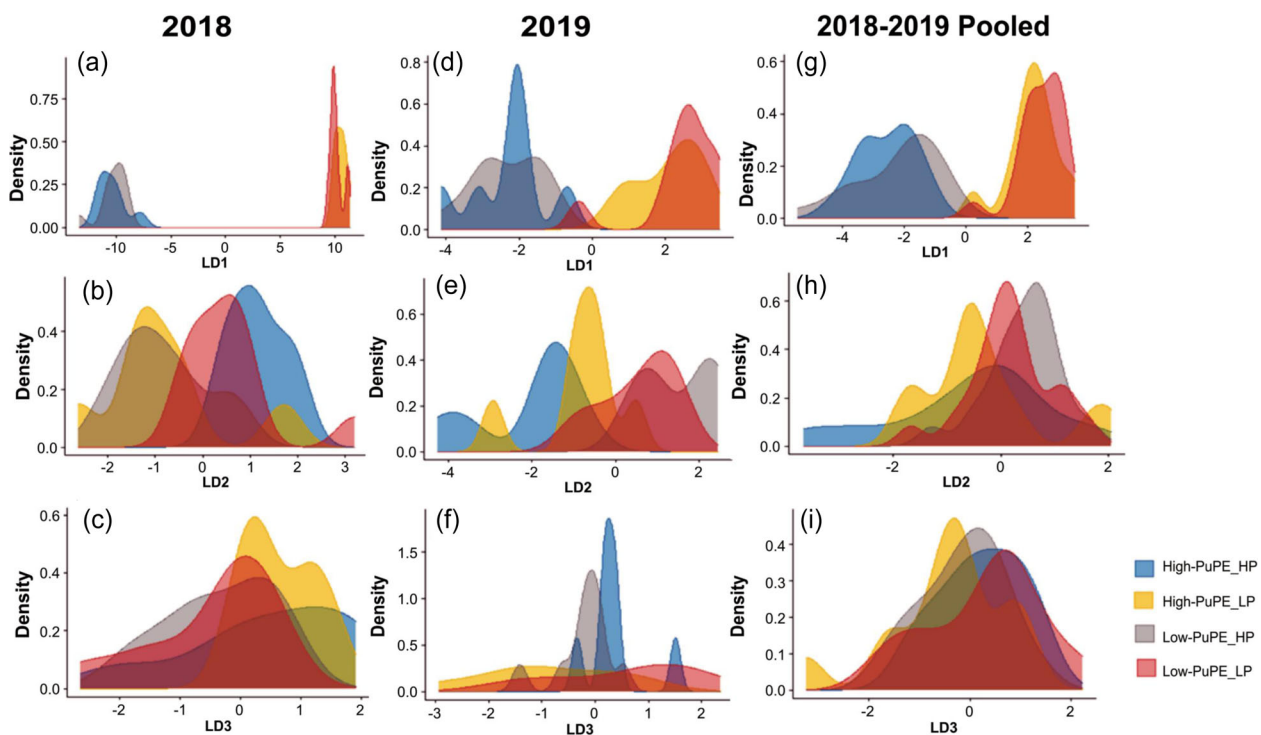 2018
2019
2018-2019 Pooled
(a)
Density
0.75
0.50
0.25
0.00
-10
-5
0
5
10
LD1
(d)
Density
0.8
0.6
0.4
0.2
0.0
-4
-2
0
2
LD1
(g)
Density
0.6
0.4
0.2
0.0
-4
-2
0
2
LD1
(b)
Density
0.4
0.2
0.0
-2
-1
0
1
2
3
LD2
(e)
Density
0.6
0.4
0.2
0.0
-4
-2
0
2
LD2
(h)
Density
0.6
0.4
0.2
0.0
-2
0
2
LD2
(c)
Density
0.6
0.4
0.2
0.0
-2
-1
0
1
2
LD3
(f)
Density
1.5
1.0
0.5
0.0
-3
-2
-1
0
1
2
LD3
(i)
Density
0.4
0.3
0.2
0.1
0.0
-2
0
2
LD3
High-PuPE_HP
High-PuPE_LP
Low-PuPE_HP
Low-PuPE_LP